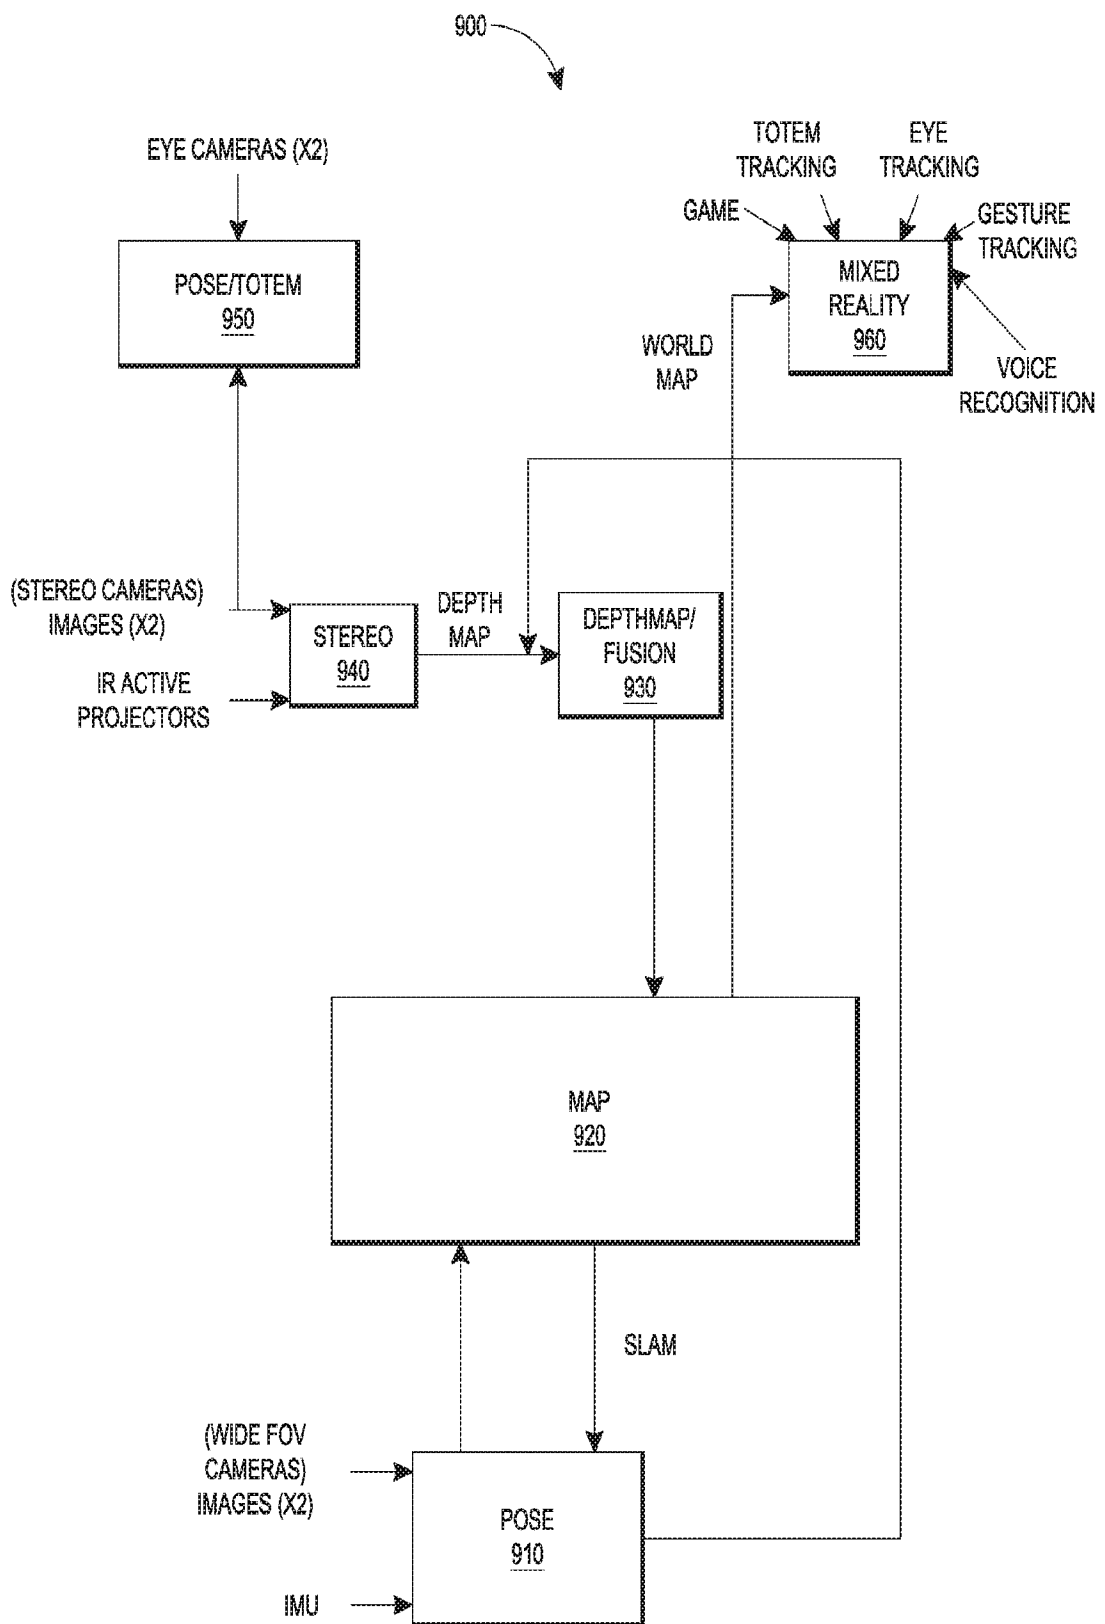 900
EYE CAMERAS (X2)
POSE/TOTEM
950
TOTEM
TRACKING
EYE
TRACKING
GAME
GESTURE
TRACKING
MIXED
REALITY
960
WORLD
MAP
VOICE
RECOGNITION
(STEREO CAMERAS)
IMAGES (X2)
IR ACTIVE
PROJECTORS
STEREO
940
DEPTH
MAP
DEPTHMAP/
FUSION
930
MAP
920
SLAM
(WIDE FOV
CAMERAS)
IMAGES (X2)
IMU
POSE
910